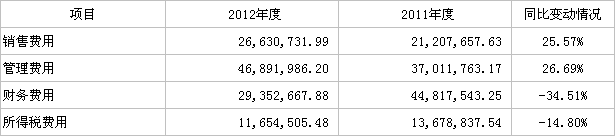 项目 2012年度 2011年度 同比变动情况
销售费用 26,630,731.99 21,207,657.63 25.57%
管理费用 46,891,986.20 37,011,763.17 26.69%
财务费用 29,352,667.88 44,817,543.25 -34.51%
所得税费用 11,654,505.48 13,678,837.54 -14.80%